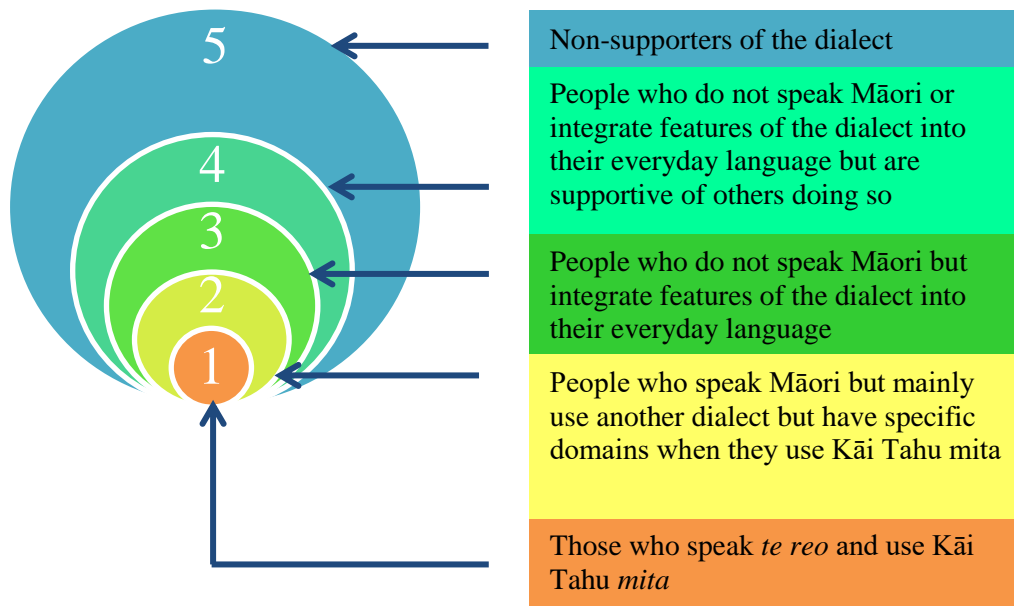 5
4
3
2
1
Non-supporters of the dialect
People who do not speak Māori or
integrate features of the dialect into
their everyday language but are
supportive of others doing so
People who do not speak Māori but
integrate features of the dialect into
their everyday language
People who speak Māori but mainly
use another dialect but have specific
domains when they use Kāi Tahu mita
Those who speak te reo and use Kāi
Tahu mita